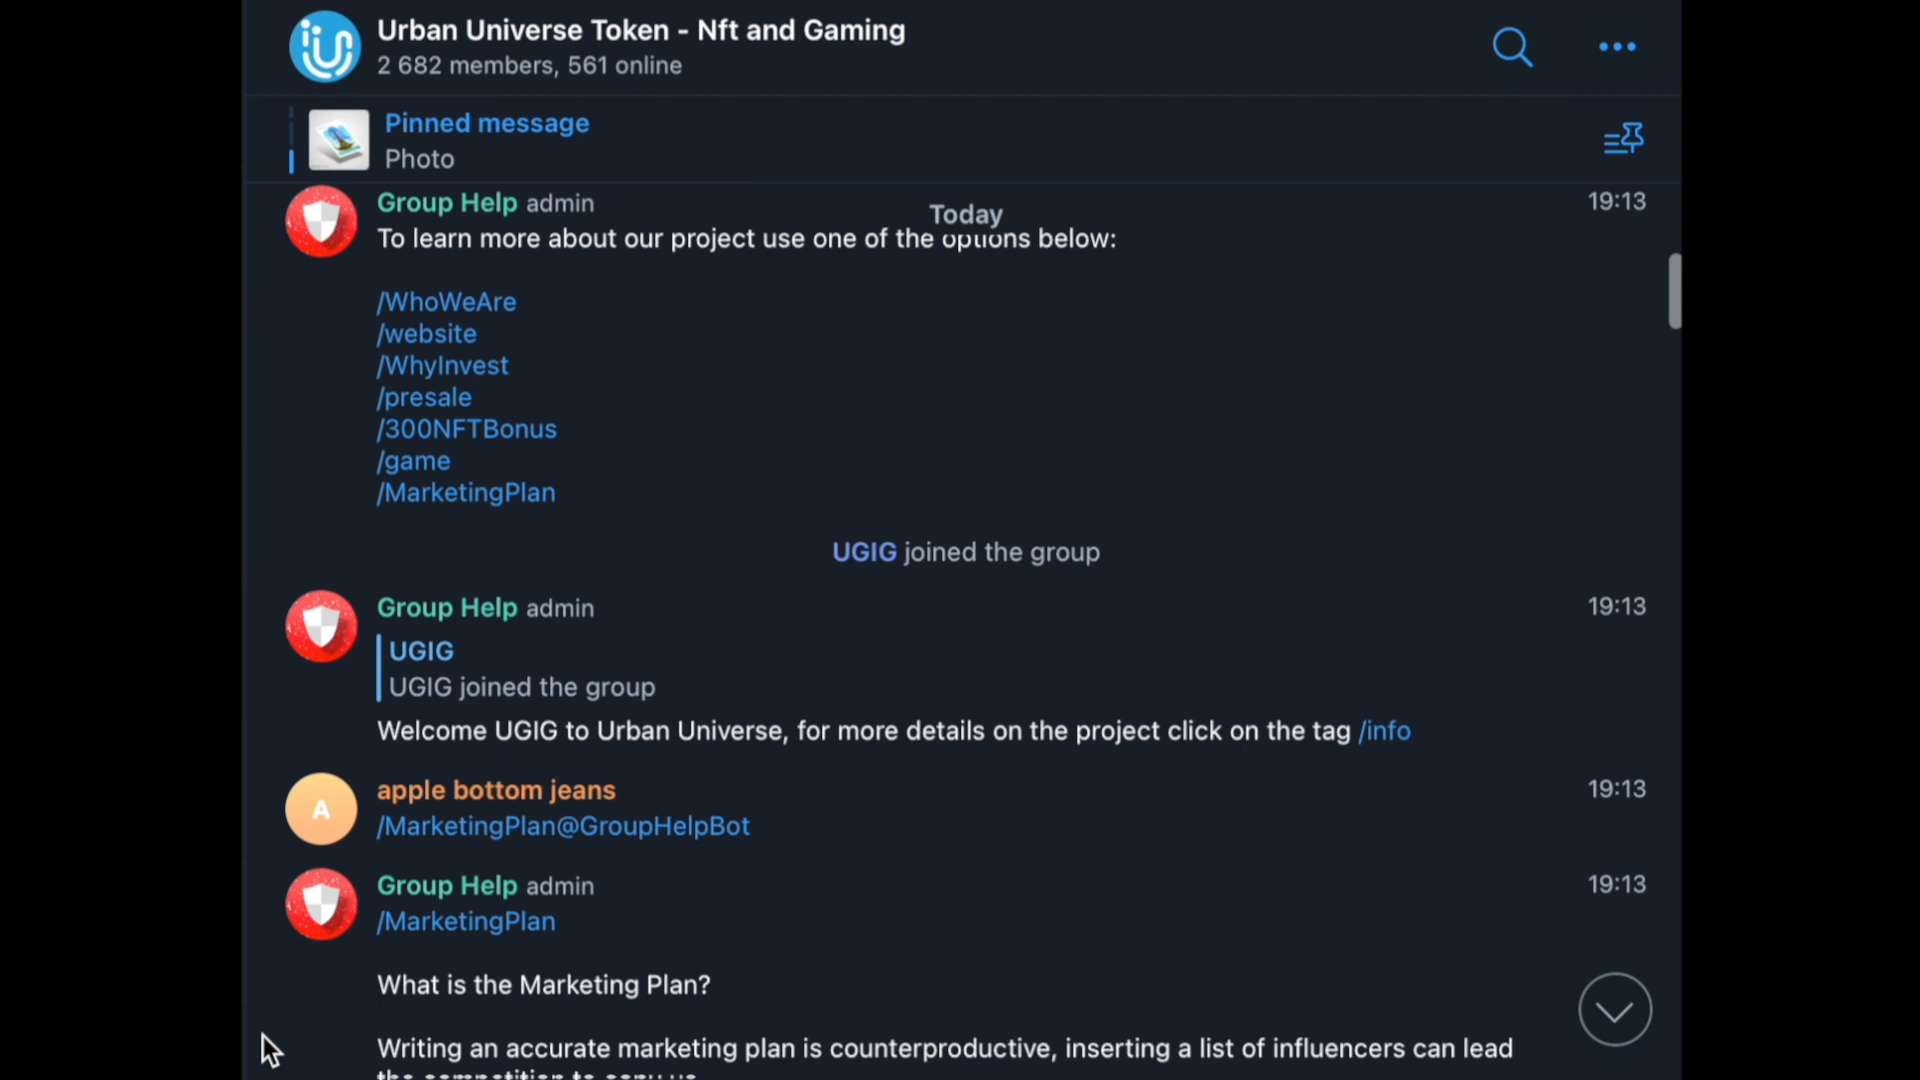 Urban Universe Token - Nft and Gaming
2 682 members, 561 online
Pinned message
Photo
Group Help admin
19:13
Today
To learn more about our project use one of the options below:
/WhoWeAre
/website
/WhyInvest
/presale
/300NFTBonus
/game
/MarketingPlan
UGIG joined the group
Group Help admin
19:13
UGIG
UGIG joined the group
Welcome UGIG to Urban Universe, for more details on the project click on the tag /info
A
apple bottom jeans
19:13
/MarketingPlan@GroupHelpBot
Group Help admin
19:13
/MarketingPlan
What is the Marketing Plan?
Writing an accurate marketing plan is counterproductive, inserting a list of influencers can lead
the competition to copy us